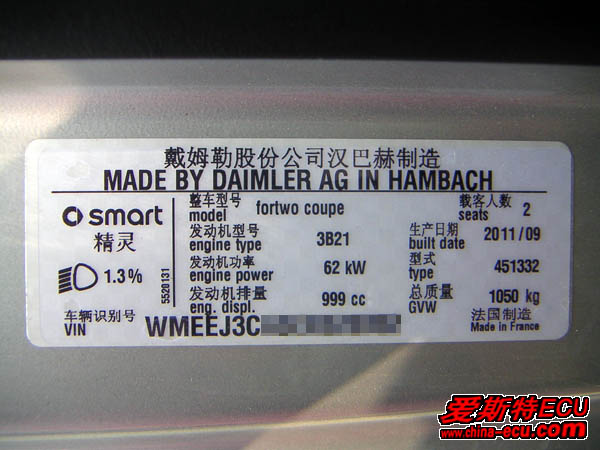 戴姆勒股份公司汉巴赫制造
MADE BY DAIMLER AG IN HAMBACH
smart
精灵
1.3%
5520131
整车型号 model fortwo coupe
载客人数 seats 2
发动机型号 engine type 3B21
生产日期 built date 2011/09
发动机功率 engine power 62 kW
型式 type 451332
发动机排量 eng. displ. 999 cc
总质量 GVW 1050 kg
车辆识别号 VIN WMEEJ3C
法国制造
Made in France
爱斯特ECU
www.china-ecu.com